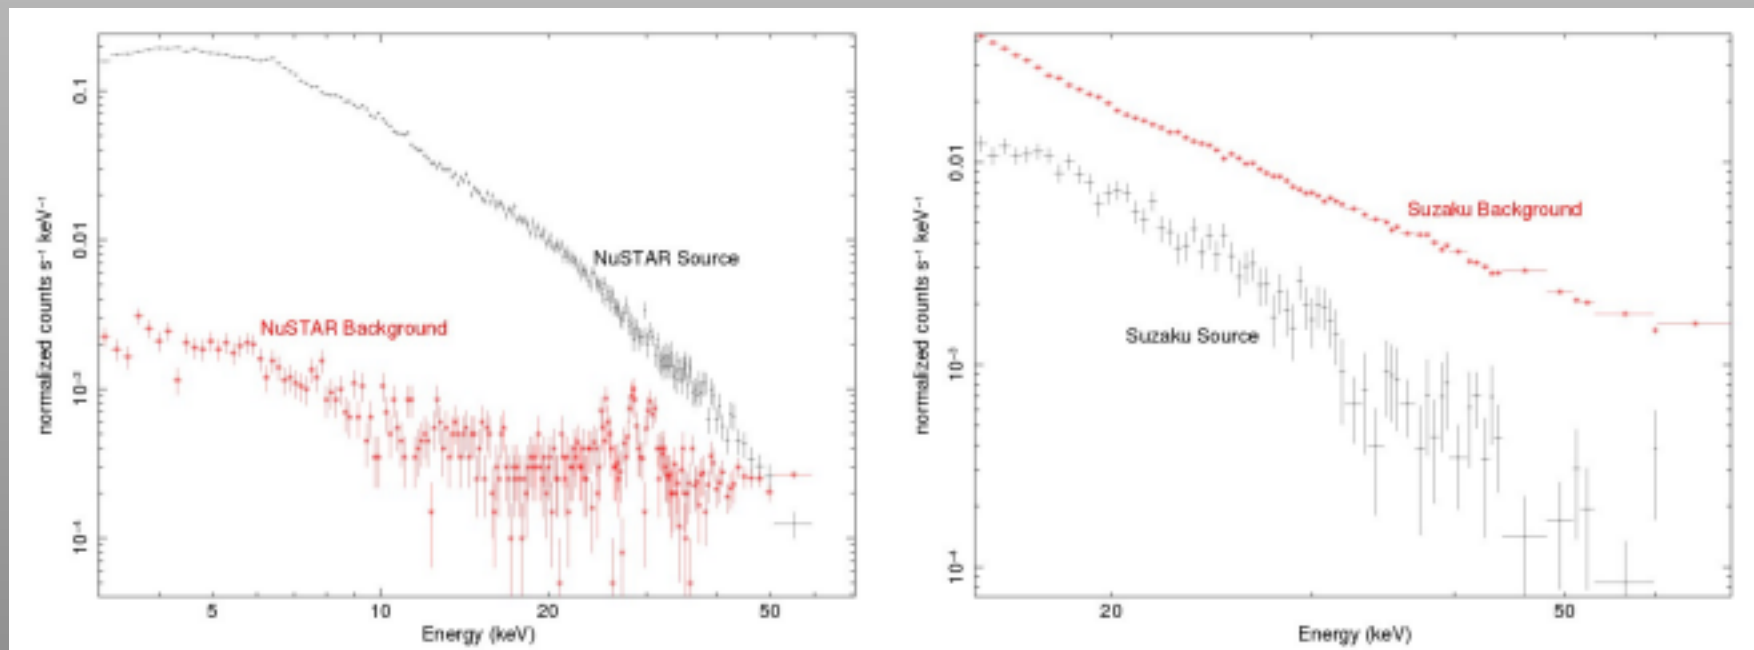 0.1
0.01
10⁻³
10⁻⁴
normalized counts s⁻¹ keV⁻¹
NuSTAR Source
NuSTAR Background
5 10 20 50
Energy (keV)
0.01
10⁻³
10⁻⁴
normalized counts s⁻¹ keV⁻¹
Suzaku Background
Suzaku Source
20 50
Energy (keV)